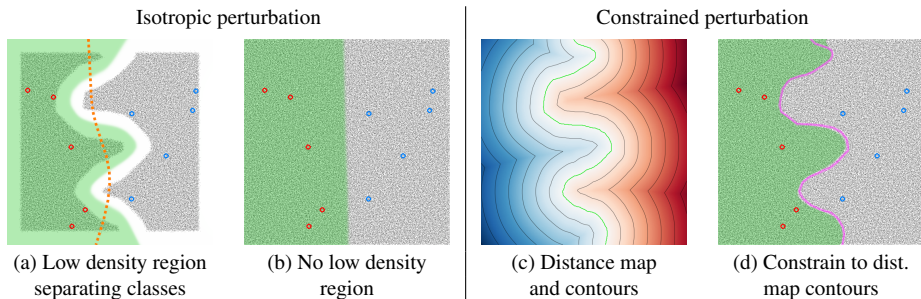 Isotropic perturbation
Constrained perturbation
(a) Low density region
separating classes
(b) No low density
region
(c) Distance map
and contours
(d) Constrain to dist.
map contours